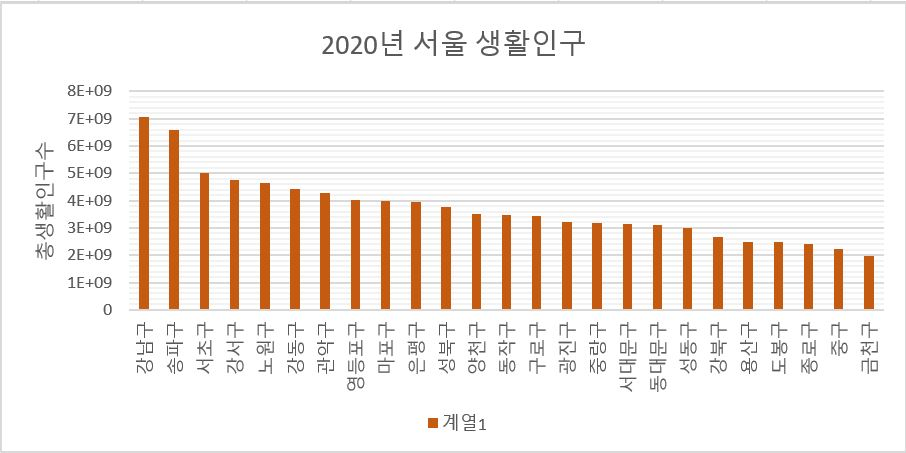 2020년 서울 생활인구
총생활인구수
8E+09
7E+09
6E+09
5E+09
4E+09
3E+09
2E+09
1E+09
0
강남구
송파구
서초구
강서구
노원구
강동구
관악구
영등포구
마포구
은평구
성북구
양천구
동작구
구로구
광진구
중랑구
서대문구
동대문구
성동구
강북구
용산구
도봉구
종로구
중구
금천구
계열1